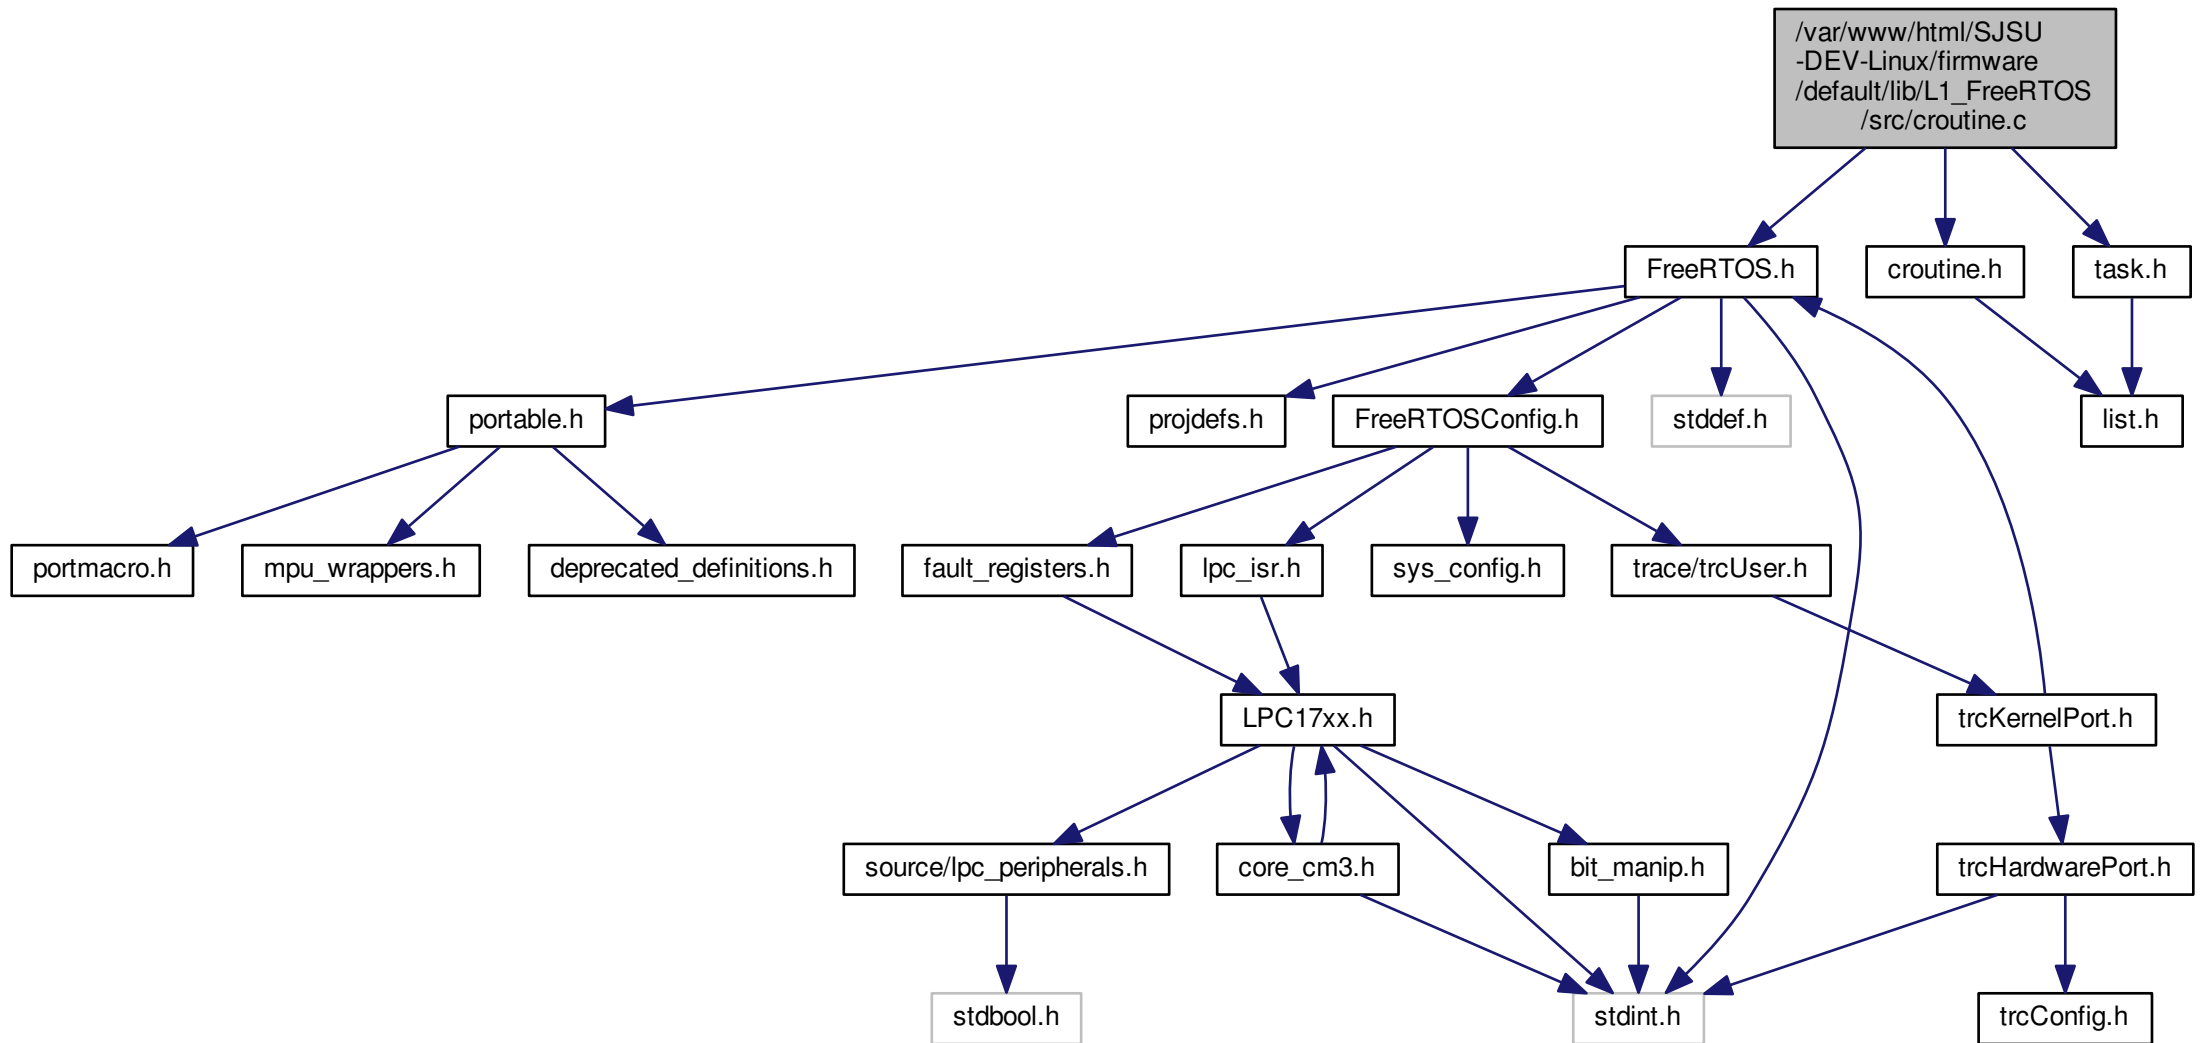 /var/www/html/SJSU
-DEV-Linux/firmware
/default/lib/L1_FreeRTOS
/src/croutine.c
FreeRTOS.h
croutine.h
task.h
portable.h
projdefs.h
FreeRTOSConfig.h
stddef.h
list.h
portmacro.h
mpu_wrappers.h
deprecated_definitions.h
fault_registers.h
lpc_isr.h
sys_config.h
trace/trcUser.h
LPC17xx.h
trcKernelPort.h
source/lpc_peripherals.h
core_cm3.h
bit_manip.h
trcHardwarePort.h
stdbool.h
stdint.h
trcConfig.h